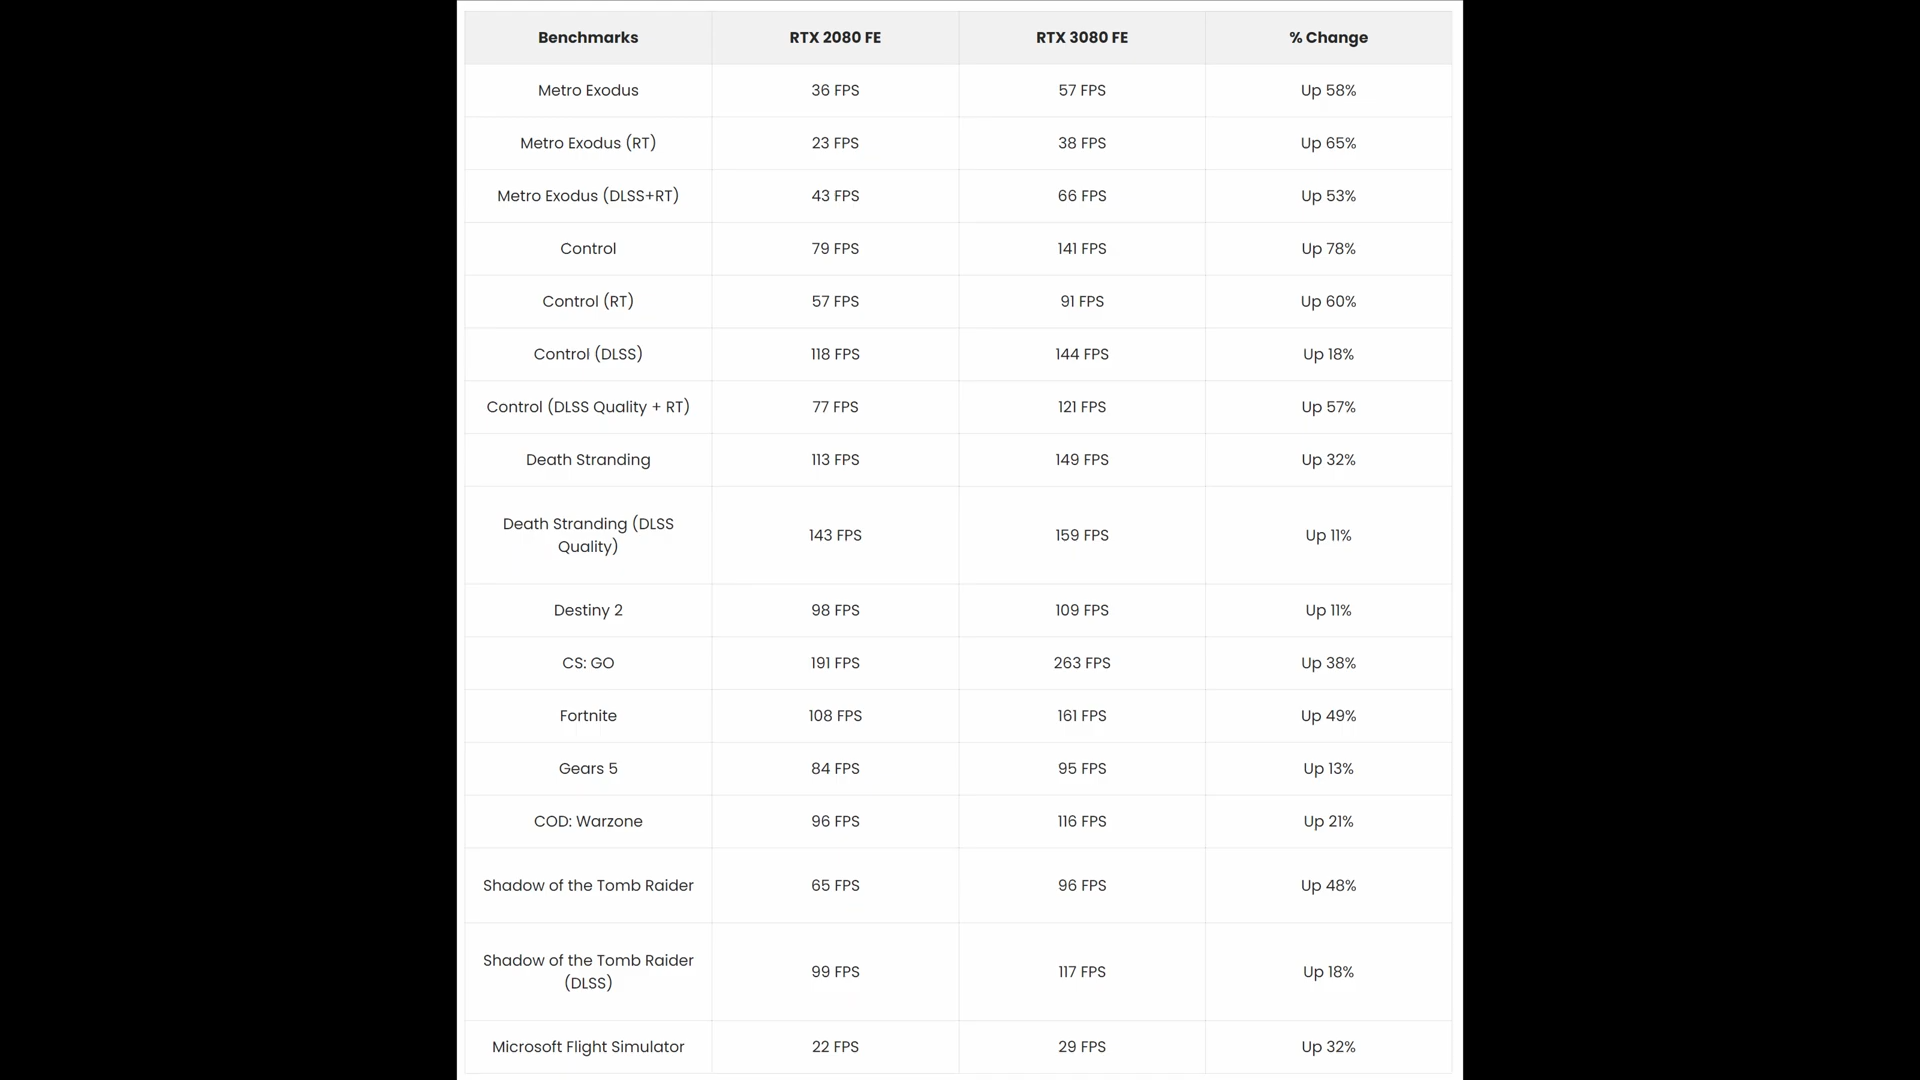 Benchmarks RTX 2080 FE RTX 3080 FE % Change
Metro Exodus 36 FPS 57 FPS Up 58%
Metro Exodus (RT) 23 FPS 38 FPS Up 65%
Metro Exodus (DLSS+RT) 43 FPS 66 FPS Up 53%
Control 79 FPS 141 FPS Up 78%
Control (RT) 57 FPS 91 FPS Up 60%
Control (DLSS) 118 FPS 144 FPS Up 18%
Control (DLSS Quality + RT) 77 FPS 121 FPS Up 57%
Death Stranding 113 FPS 149 FPS Up 32%
Death Stranding (DLSS
Quality) 143 FPS 159 FPS Up 11%
Destiny 2 98 FPS 109 FPS Up 11%
CS: GO 191 FPS 263 FPS Up 38%
Fortnite 108 FPS 161 FPS Up 49%
Gears 5 84 FPS 95 FPS Up 13%
COD: Warzone 96 FPS 116 FPS Up 21%
Shadow of the Tomb Raider 65 FPS 96 FPS Up 48%
Shadow of the Tomb Raider
(DLSS) 99 FPS 117 FPS Up 18%
Microsoft Flight Simulator 22 FPS 29 FPS Up 32%